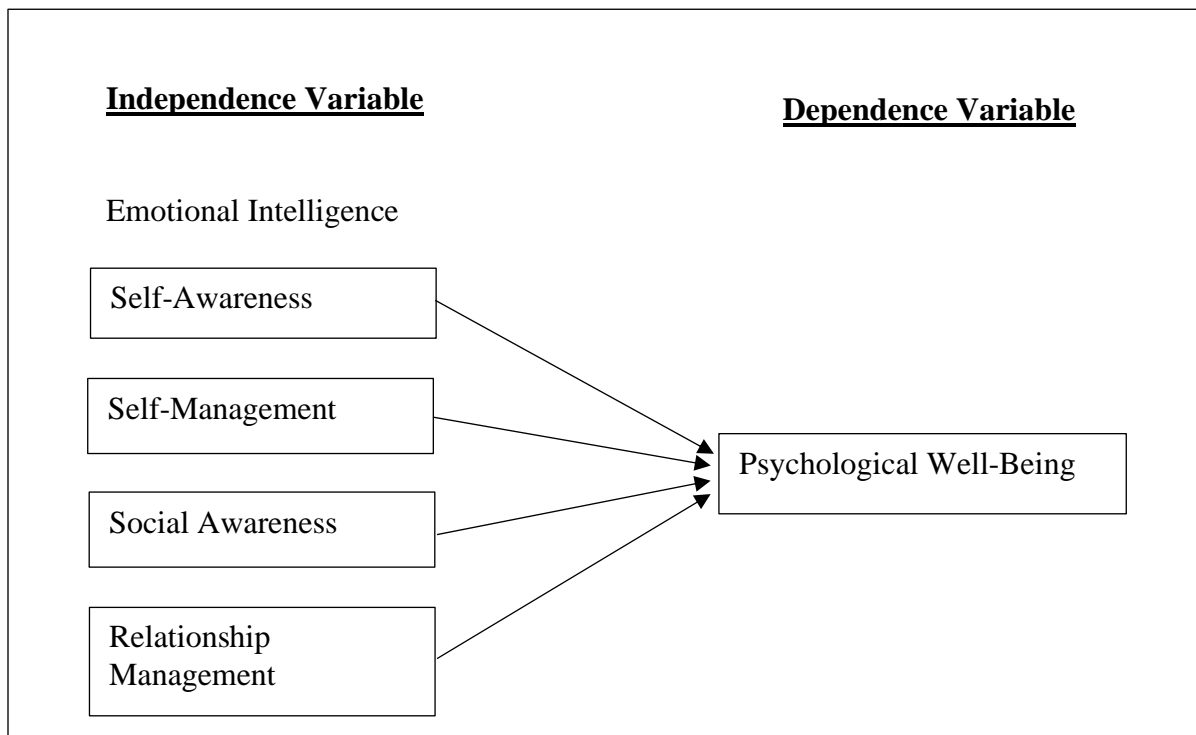 Independence Variable
Dependence Variable
Emotional Intelligence
Self-Awareness
Self-Management
Social Awareness
Relationship
Management
Psychological Well-Being